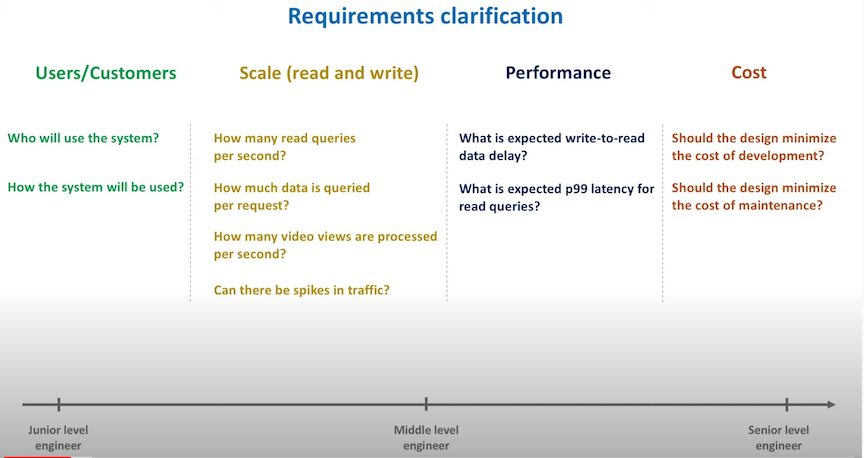 Requirements clarification
Users/Customers
Scale (read and write)
Performance
Cost
Who will use the system?
How the system will be used?
How many read queries
per second?
How much data is queried
per request?
How many video views are processed
per second?
Can there be spikes in traffic?
What is expected write-to-read
data delay?
What is expected p99 latency for
read queries?
Should the design minimize
the cost of development?
Should the design minimize
the cost of maintenance?
Junior level
engineer
Middle level
engineer
Senior level
engineer